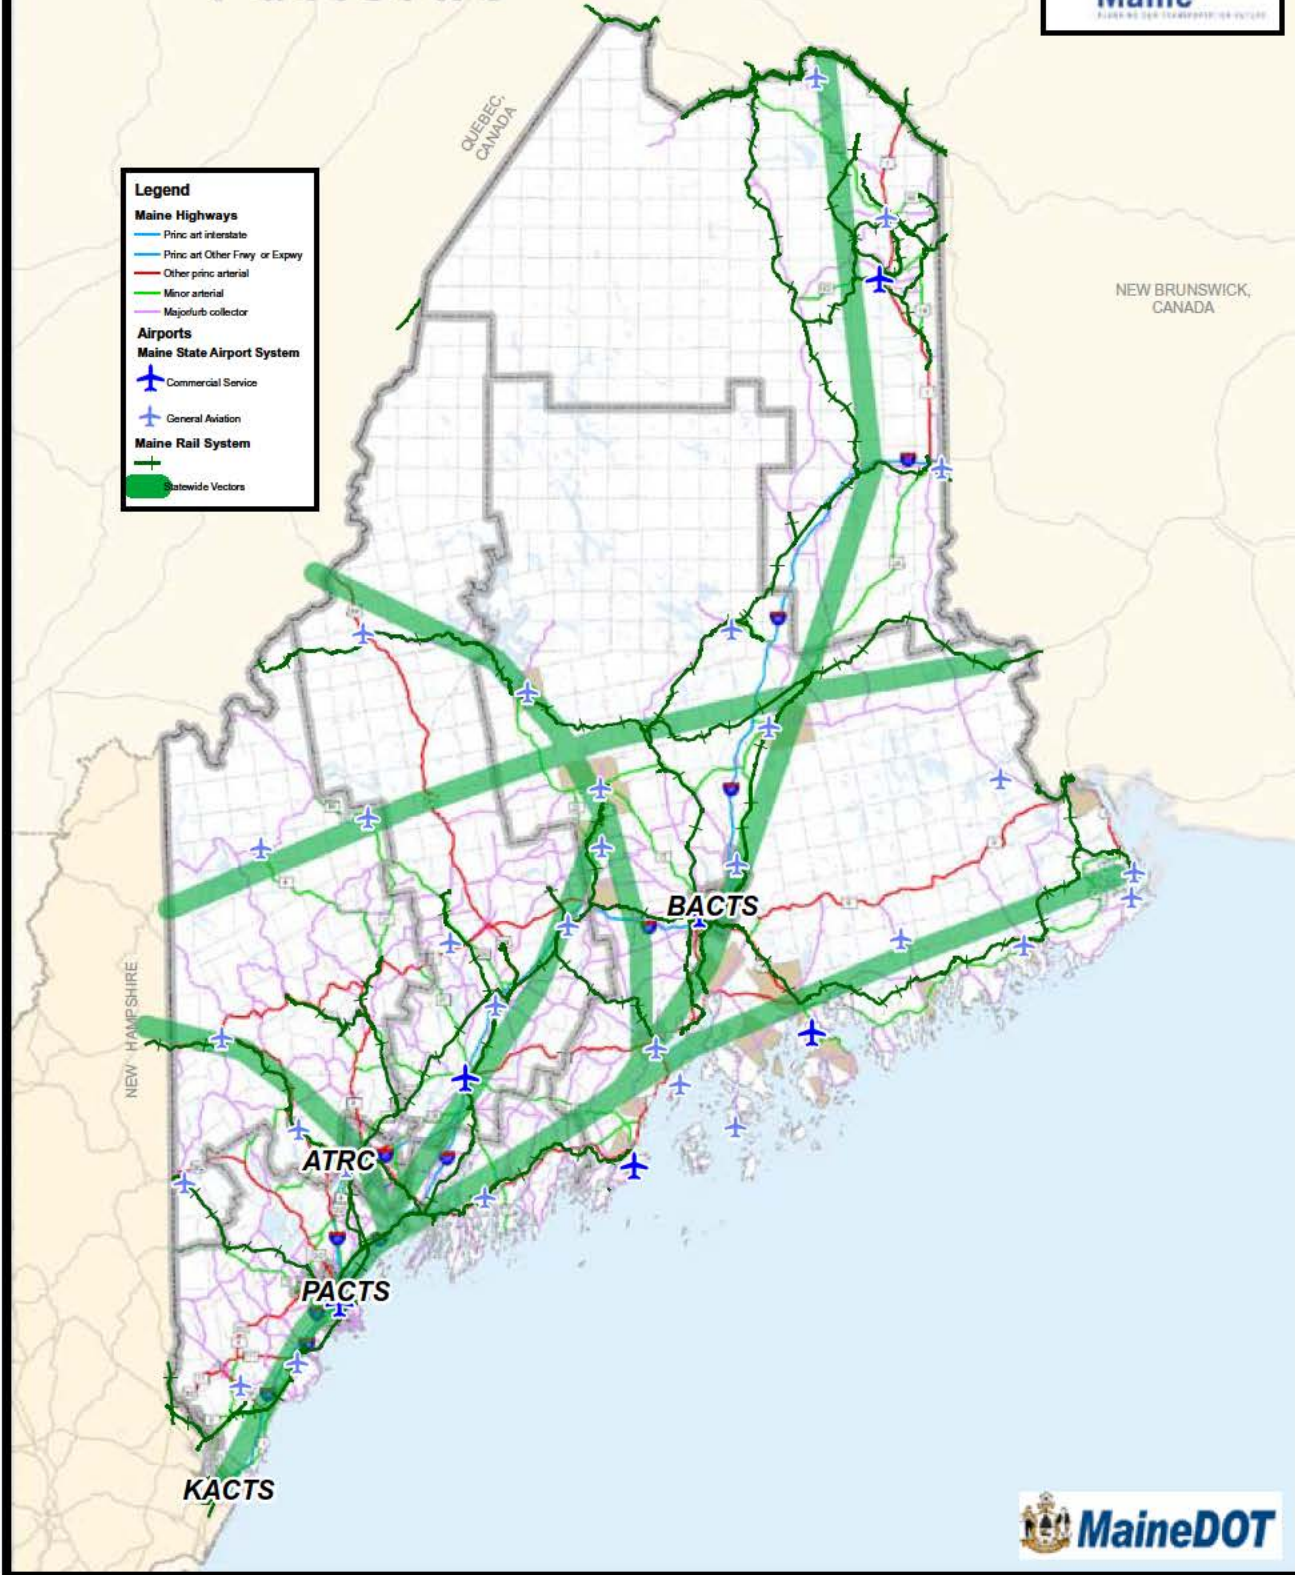 Maine
QUEBEC,
CANADA
Legend
Maine Highways
Princ art interstate
Princ art Other Frwy or Expwy
Other princ arterial
Minor arterial
Major/urb collector
Airports
Maine State Airport System
Commercial Service
General Aviation
Maine Rail System
Statewide Vectors
NEW BRUNSWICK,
CANADA
BACTS
NEW HAMPSHIRE
ATRC
PACTS
KACTS
MaineDOT